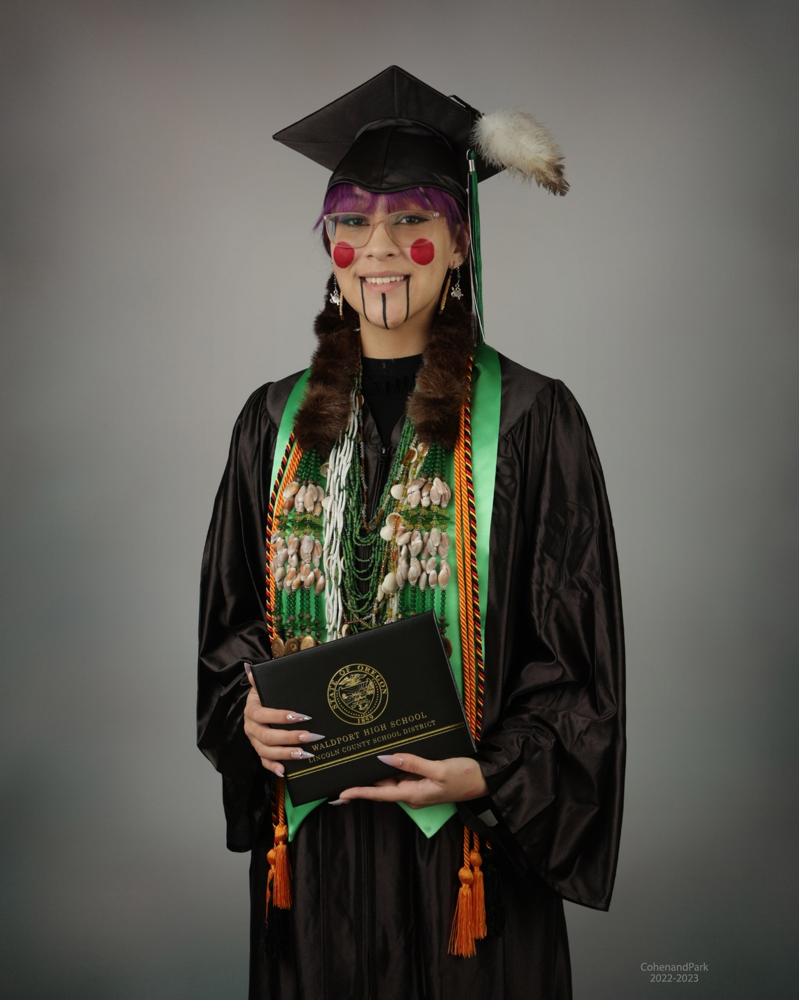 STATE OF OREGON
1859
WALDPORT HIGH SCHOOL
LINCOLN COUNTY SCHOOL DISTRICT
CohenandPark
2022-2023